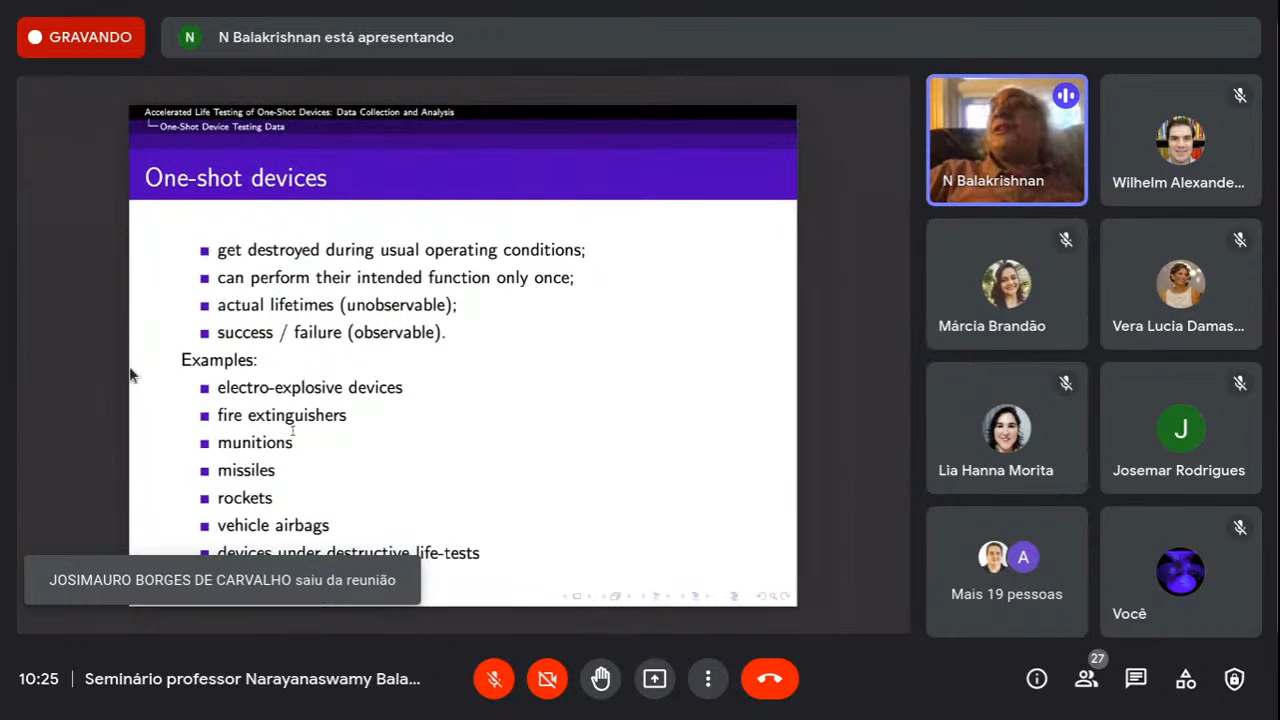 GRAVANDO
N N Balakrishnan está apresentando
Accelerated Life Testing of One-Shot Devices: Data Collection and Analysis
One-Shot Device Testing Data
One-shot devices
get destroyed during usual operating conditions;
can perform their intended function only once;
actual lifetimes (unobservable);
success / failure (observable).
Examples:
electro-explosive devices
fire extinguishers
munitions
missiles
rockets
vehicle airbags
devices under destructive life-tests
JOSIMAURO BORGES DE CARVALHO saiu da reunião
N Balakrishnan
Wilhelm Alexande...
Márcia Brandão
Vera Lucia Damas...
Lia Hanna Morita
J
Josemar Rodrigues
A
Mais 19 pessoas
Você
10:25 | Seminário professor Narayanaswamy Bala...
27